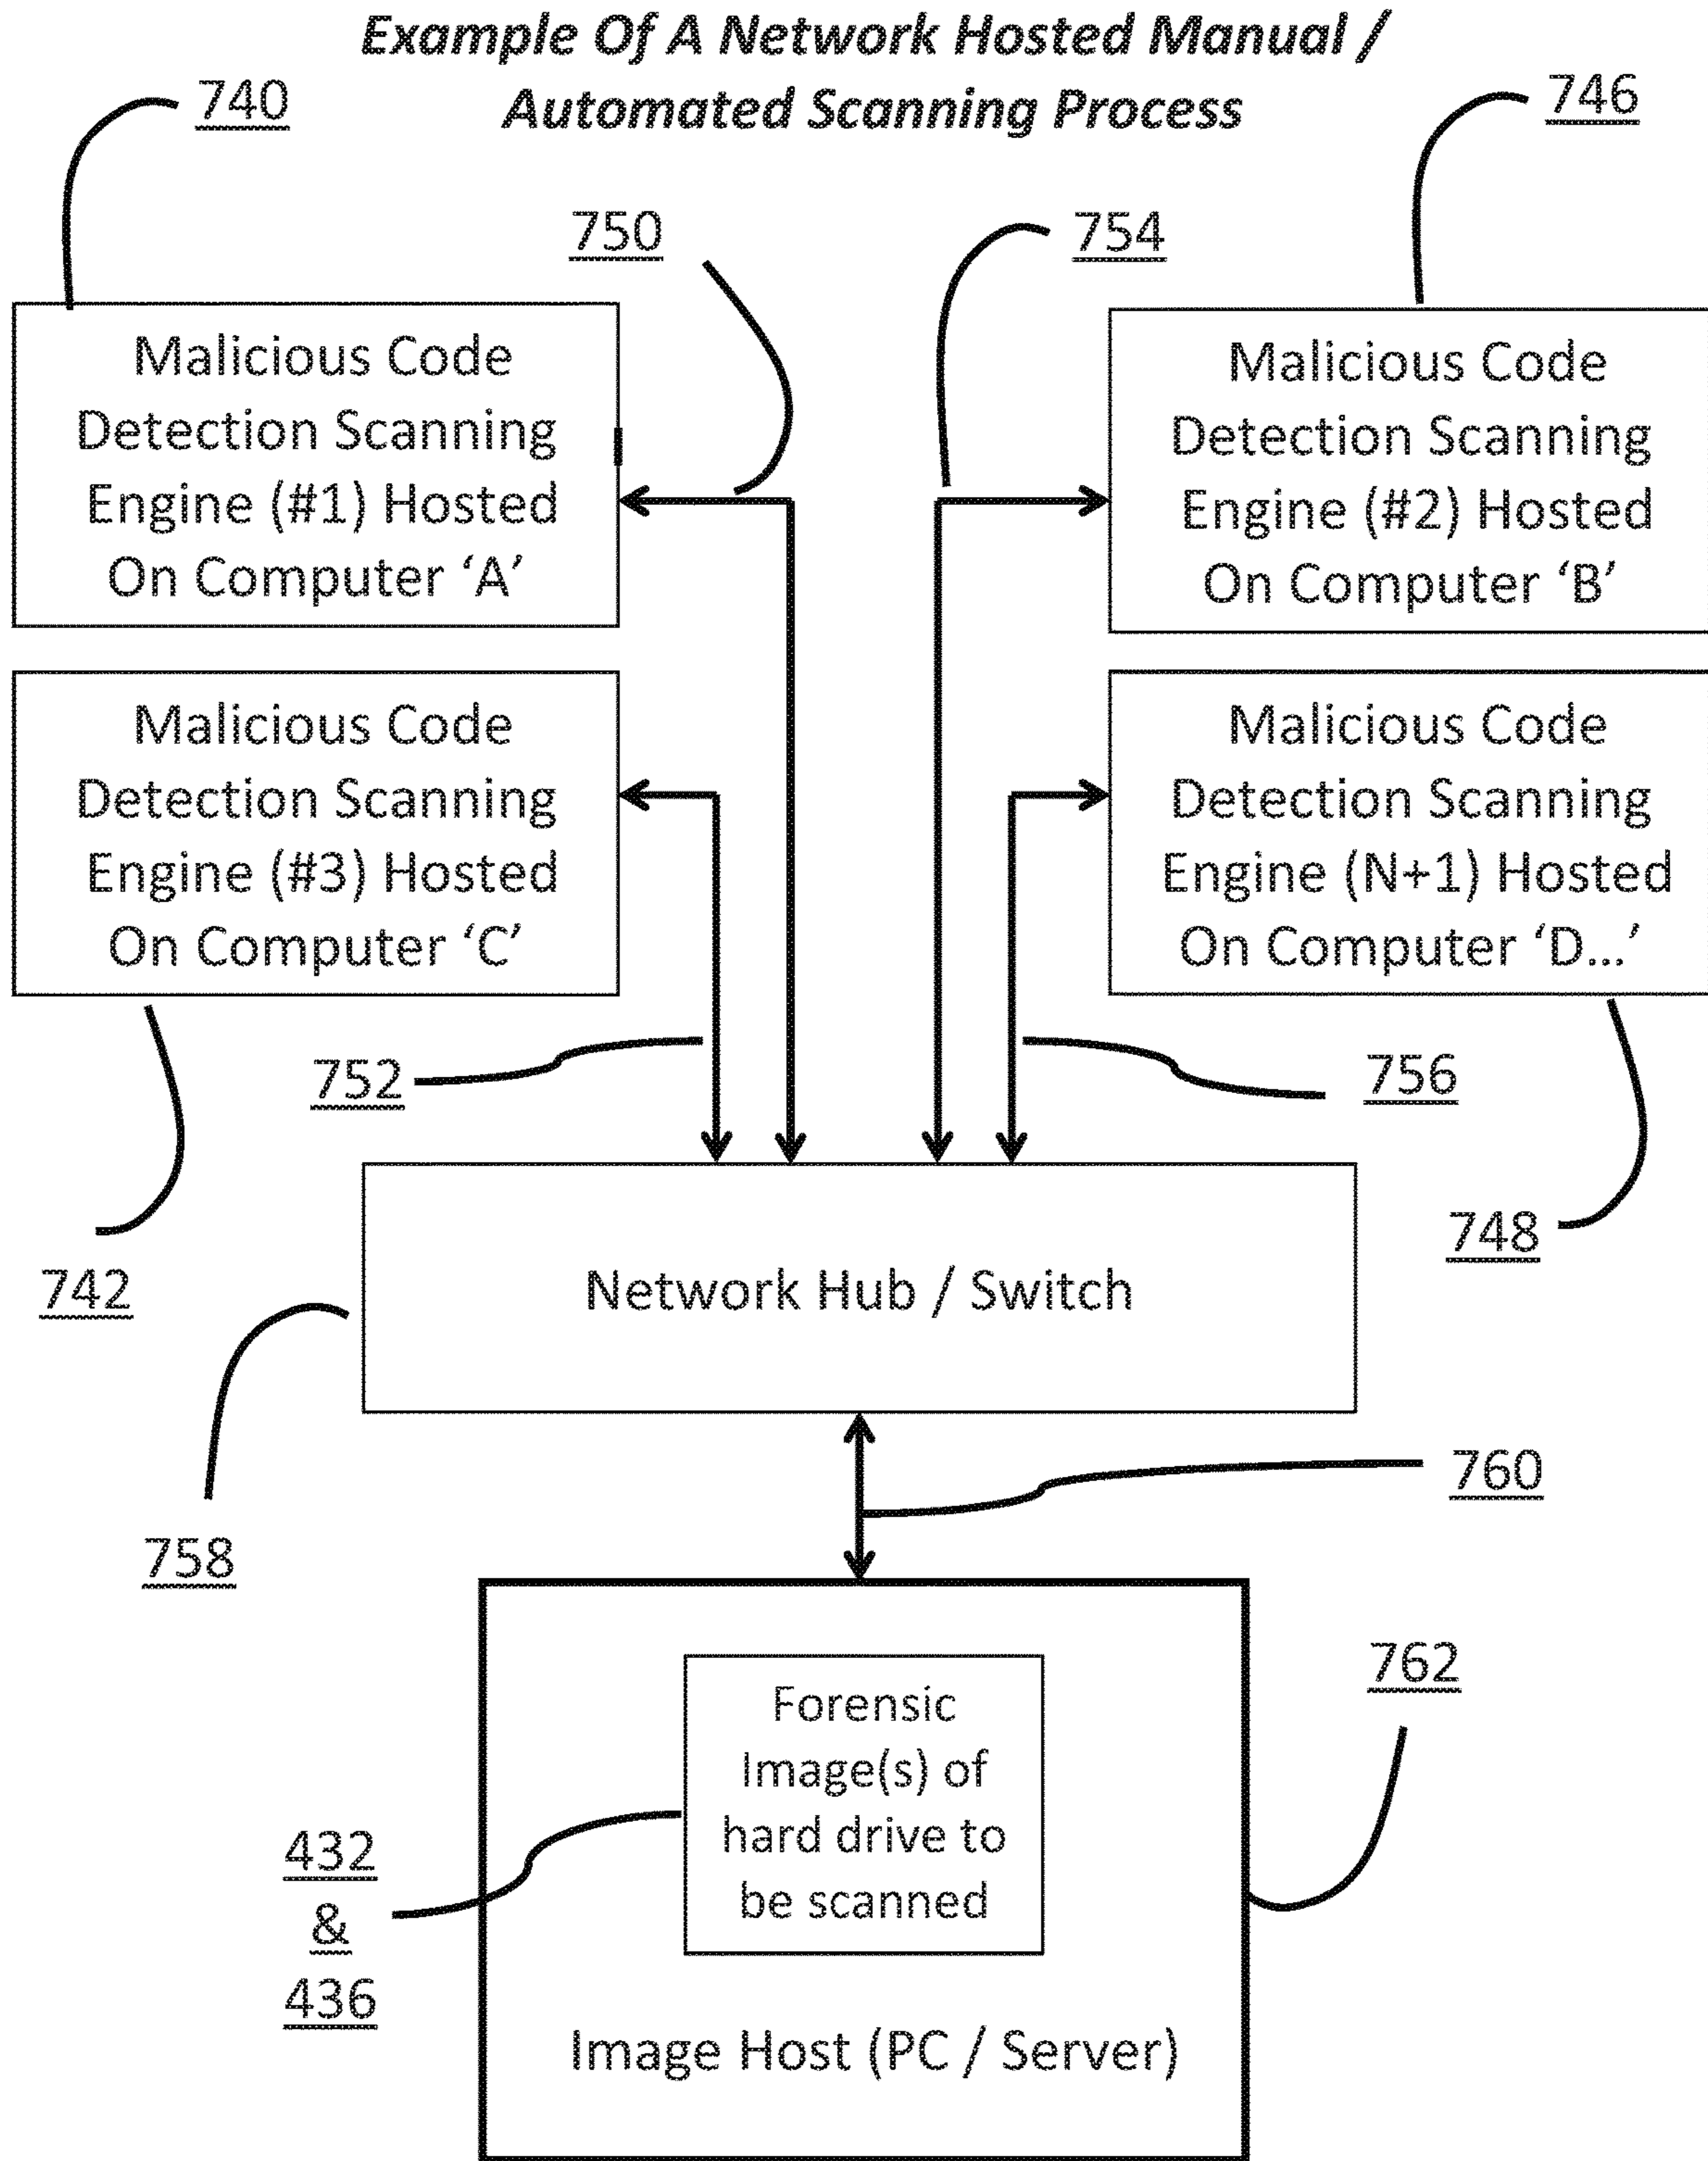 Example Of A Network Hosted Manual /
Automated Scanning Process
740
746
750
754
Malicious Code
Detection Scanning
Engine (#1) Hosted
On Computer ‘A’
Malicious Code
Detection Scanning
Engine (#2) Hosted
On Computer ‘B’
Malicious Code
Detection Scanning
Engine (#3) Hosted
On Computer ‘C’
Malicious Code
Detection Scanning
Engine (N+1) Hosted
On Computer ‘D...’
752
756
742
748
Network Hub / Switch
758
760
762
Forensic
Image(s) of
hard drive to
be scanned
432
&
436
Image Host (PC / Server)